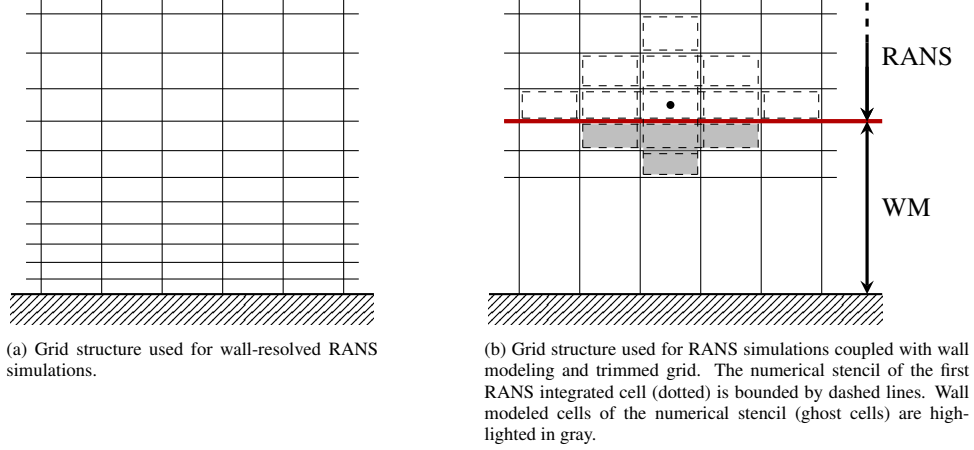 RANS
WM
(a) Grid structure used for wall-resolved RANS
simulations.
(b) Grid structure used for RANS simulations coupled with wall
modeling and trimmed grid. The numerical stencil of the first
RANS integrated cell (dotted) is bounded by dashed lines. Wall
modeled cells of the numerical stencil (ghost cells) are high-
lighted in gray.